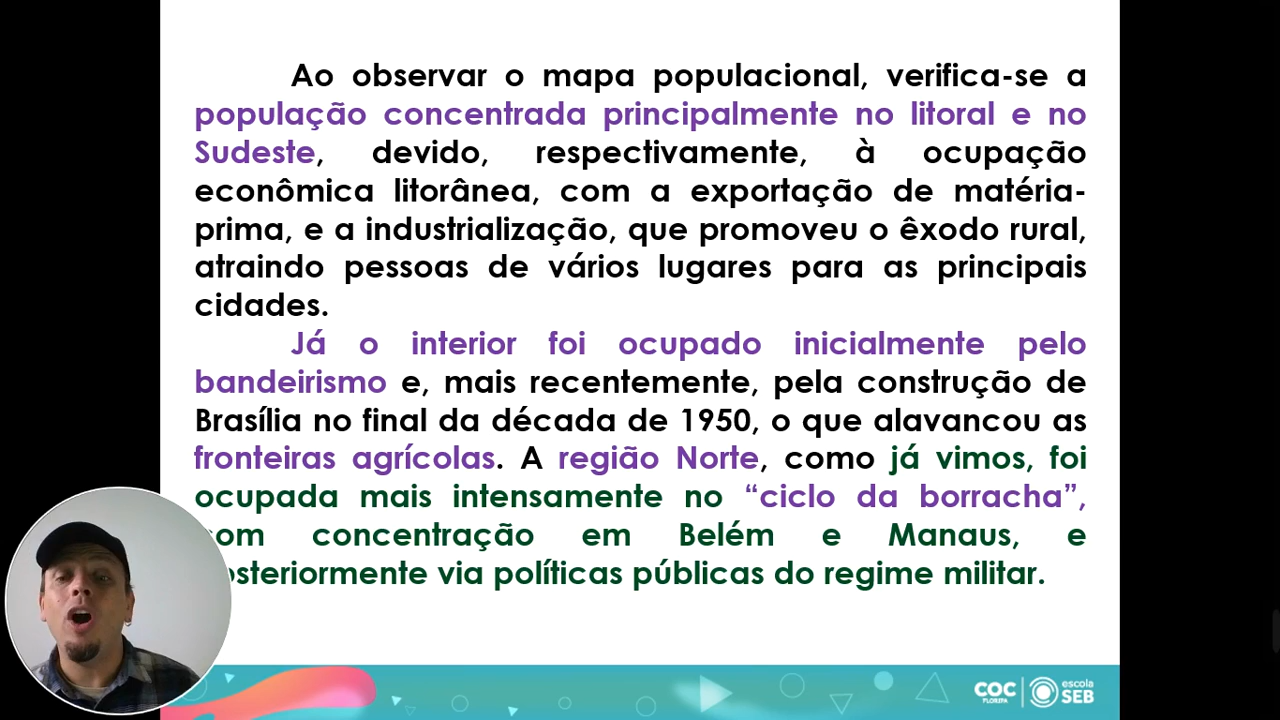 Ao observar o mapa populacional, verifica-se a
população concentrada principalmente no litoral e no
Sudeste, devido, respectivamente, à ocupação
econômica litorânea, com a exportação de matéria-
prima, e a industrialização, que promoveu o êxodo rural,
atraindo pessoas de vários lugares para as principais
cidades.
Já o interior foi ocupado inicialmente pelo
bandeirismo e, mais recentemente, pela construção de
Brasília no final da década de 1950, o que alavancou as
fronteiras agrícolas. A região Norte, como já vimos, foi
ocupada mais intensamente no “ciclo da borracha”,
com concentração em Belém e Manaus, e
via políticas públicas do regime militar.
COC FLORIPA
escola SEB